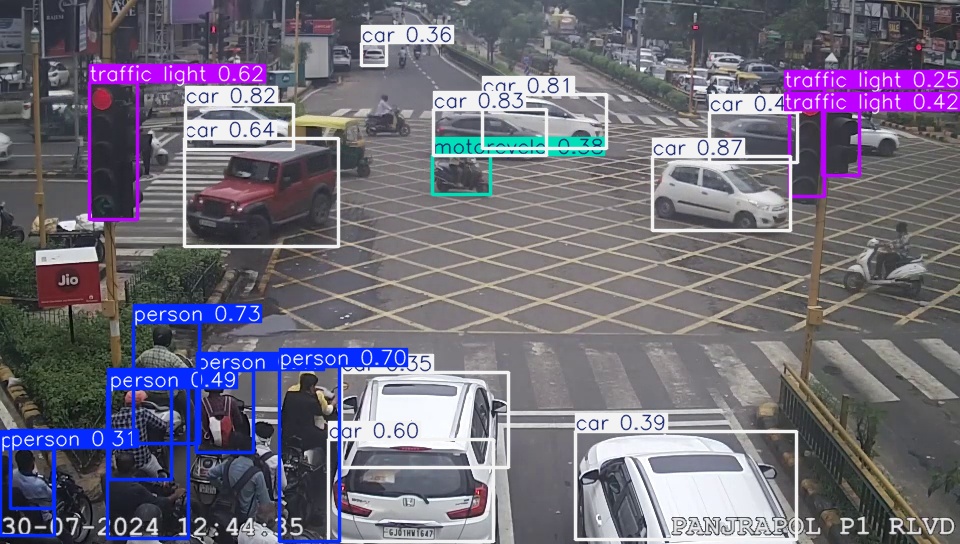 car 0.36
traffic light 0.62
traffic light 0.25
car 0.82
car 0.81
car 0.83
car 0.4
traffic light 0.42
car 0.64
motorcycle 0.38
car 0.87
Jio
person 0.73
person
person 0.70
0.35
person 0.49
car 0.60
car 0.39
person 0.31
GJ01HW1647
30-07-2024 12:44:35
PANJRAPOL P1 RLVD